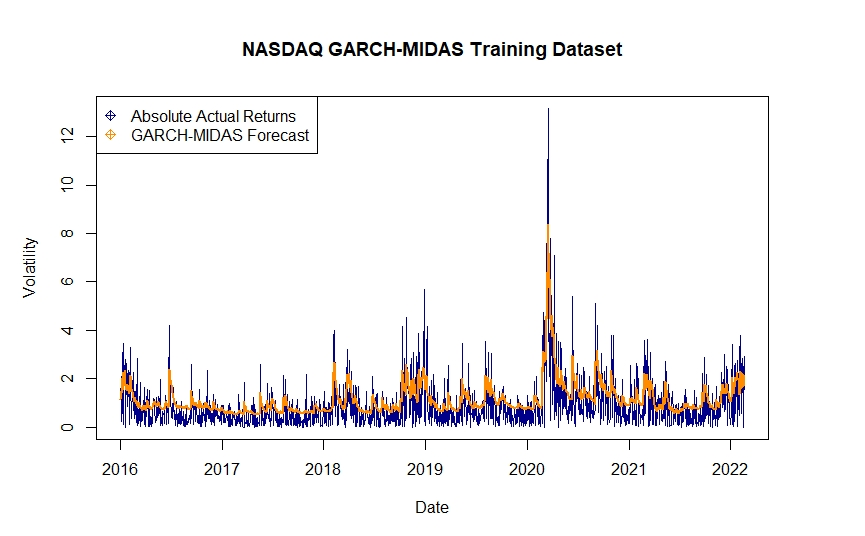 NASDAQ GARCH-MIDAS Training Dataset
Absolute Actual Returns
GARCH-MIDAS Forecast
Volatility
12
10
8
6
4
2
0
2016 2017 2018 2019 2020 2021 2022
Date